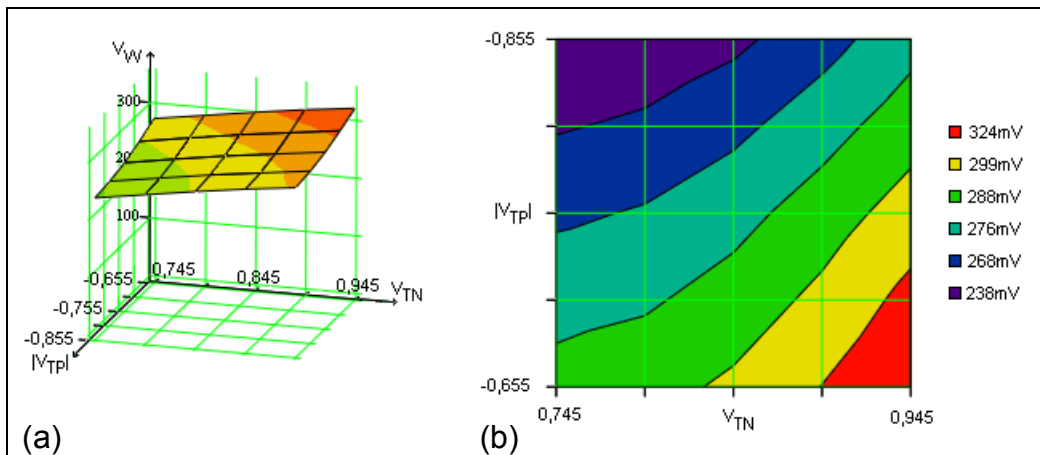 V_W
300
200
100
-0,655
-0,755
-0,855
|V_Tp|
0,745
0,845
0,945
V_TN
(a)
-0,855
|V_Tp|
-0,655
0,745
V_TN
0,945
(b)
324mV
299mV
288mV
276mV
268mV
238mV